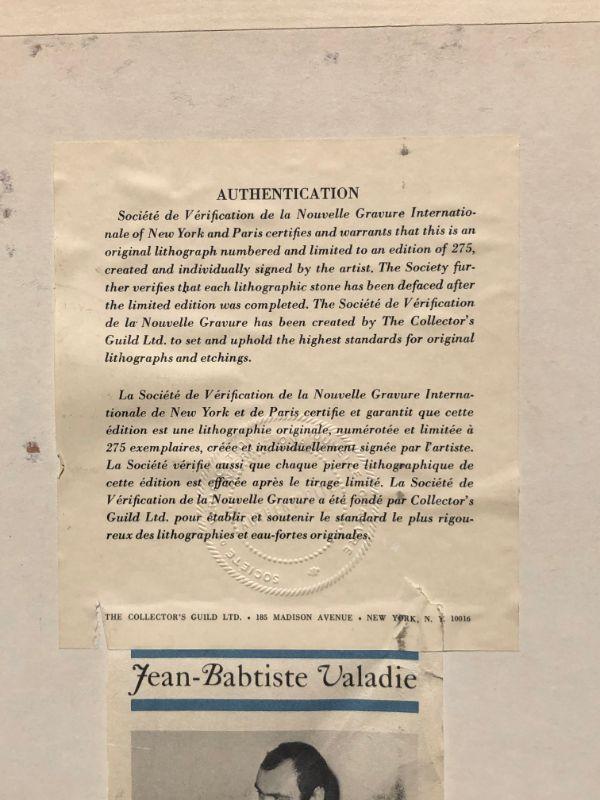 AUTHENTICATION
Société de Vérification de la Nouvelle Gravure Internatio-
nale of New York and Paris certifies and warrants that this is an
original lithograph numbered and limited to an edition of 275,
created and individually signed by the artist. The Society fur-
ther verifies that each lithographic stone has been defaced after
the limited edition was completed. The Société de Vérification
de la Nouvelle Gravure has been created by The Collector's
Guild Ltd. to set and uphold the highest standards for original
lithographs and etchings.
La Société de Vérification de la Nouvelle Gravure Interna-
tionale de New York et de Paris certifie et garantit que cette
édition est une lithographie originale, numérotée et limitée à
275 exemplaires, créée et individuellement signée par l'artiste.
La Société vérifie aussi que chaque pierre lithographique de
cette édition est effacée après le tirage limité. La Société de
Vérification de la Nouvelle Gravure a été fondé par Collector's
Guild Ltd. pour établir et soutenir le standard le plus rigou-
reux des lithographies et eau-fortes originales.
SOCIETE
THE COLLECTOR'S GUILD LTD. • 185 MADISON AVENUE • NEW YORK, N. Y. 10016
Jean-Babtiste Valadie